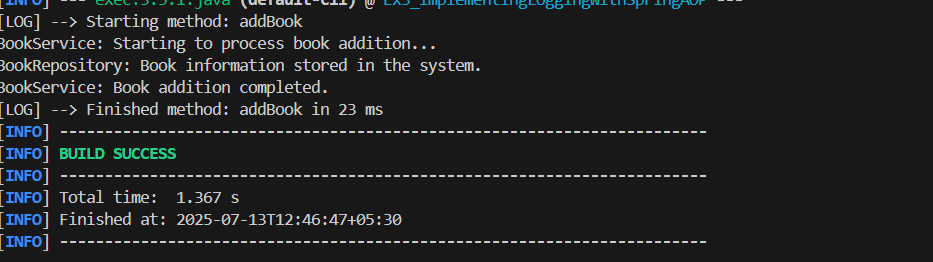 [INFO] --- exec:3.5.1:java (default-cli) @ EX3_ImplementingLoggingWithSpringAOP ---
[LOG] --> Starting method: addBook
BookService: Starting to process book addition...
BookRepository: Book information stored in the system.
BookService: Book addition completed.
[LOG] --> Finished method: addBook in 23 ms
[INFO] ------------------------------------------------------------------------
[INFO] BUILD SUCCESS
[INFO] ------------------------------------------------------------------------
[INFO] Total time:  1.367 s
[INFO] Finished at: 2025-07-13T12:46:47+05:30
[INFO] ------------------------------------------------------------------------